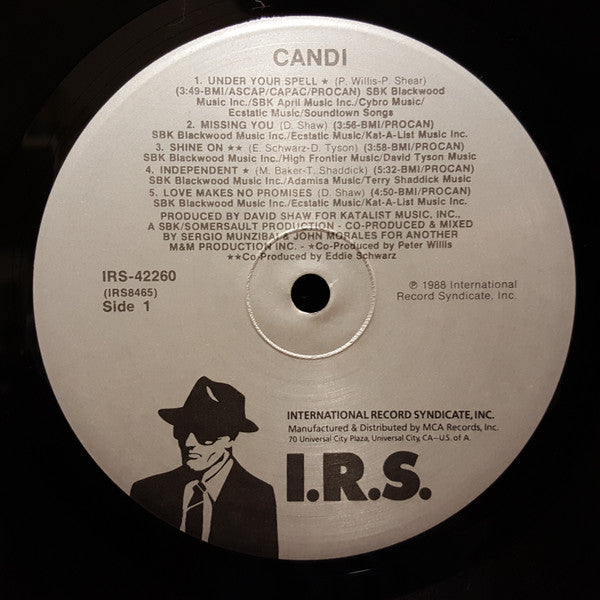 CANDI
1. UNDER YOUR SPELL ★ (P. Willis-P. Shear)
(3:49-BMI/ASCAP/CAPAC/PROCAN) SBK Blackwood
Music Inc./SBK April Music Inc./Cybro Music/
Ecstatic Music/Soundtown Songs
2. MISSING YOU (D. Shaw) (3:56-BMI/PROCAN)
SBK Blackwood Music Inc./Ecstatic Music/Kat-A-List Music Inc.
3. SHINE ON ★★ (E. Schwarz-D. Tyson) (3:58-BMI/PROCAN)
SBK Blackwood Music Inc./High Frontier Music/David Tyson Music
4. INDEPENDENT ★ (M. Baker-T. Shaddick) (5:32-BMI/PROCAN)
SBK Blackwood Music Inc./Adamisa Music/Terry Shaddick Music
5. LOVE MAKES NO PROMISES (D. Shaw) (4:50-BMI/PROCAN)
SBK Blackwood Music Inc./Ecstatic Music/Kat-A-List Music Inc.
PRODUCED BY DAVID SHAW FOR KATALIST MUSIC, INC.,
A SBK/SOMERSAULT PRODUCTION - CO-PRODUCED & MIXED
BY SERGIO MUNZIBAI & JOHN MORALES FOR ANOTHER
M&M PRODUCTION INC. - ★Co-Produced by Peter Willis
★★Co-Produced by Eddie Schwarz
IRS-42260
(IRS8465)
Side 1
℗ 1988 International
Record Syndicate, Inc.
INTERNATIONAL RECORD SYNDICATE, INC.
Manufactured & Distributed by MCA Records, Inc.
70 Universal City Plaza, Universal City, CA–U.S. of A.
I.R.S.